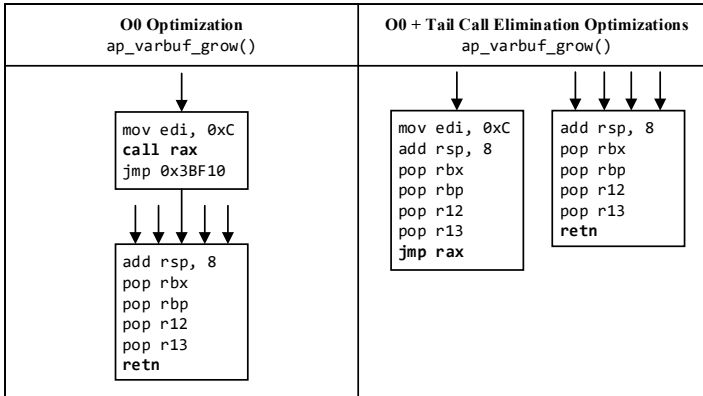 O0 Optimization
ap_varbuf_grow()
O0 + Tail Call Elimination Optimizations
ap_varbuf_grow()
mov edi, 0xC
call rax
jmp 0x3BF10
add rsp, 8
pop rbx
pop rbp
pop r12
pop r13
retn
mov edi, 0xC
add rsp, 8
pop rbx
pop rbp
pop r12
pop r13
jmp rax
add rsp, 8
pop rbx
pop rbp
pop r12
pop r13
retn